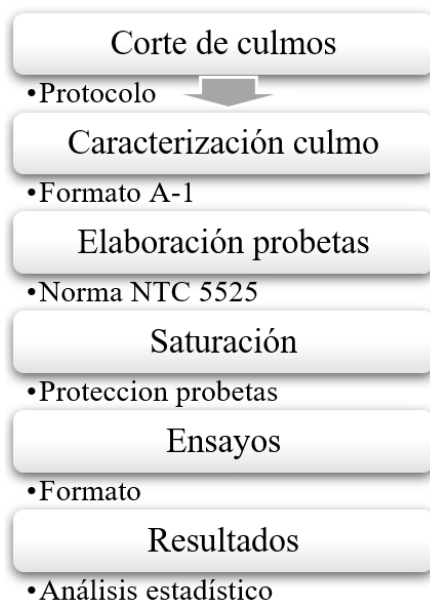 Corte de culmos
•Protocolo
Caracterización culmo
•Formato A-1
Elaboración probetas
•Norma NTC 5525
Saturación
•Proteccion probetas
Ensayos
•Formato
Resultados
•Análisis estadístico